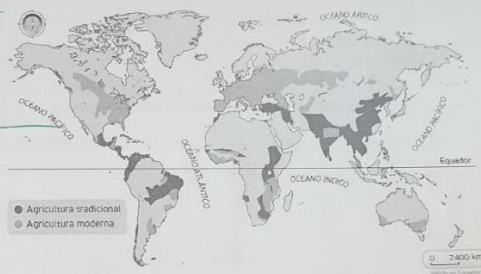 OCEANO ÁRTICO
OCEANO PACÍFICO
OCEANO ATLÂNTICO
OCEANO PACÍFICO
Equador
OCEANO ÍNDICO
Agricultura tradicional
Agricultura moderna
0 2400 km